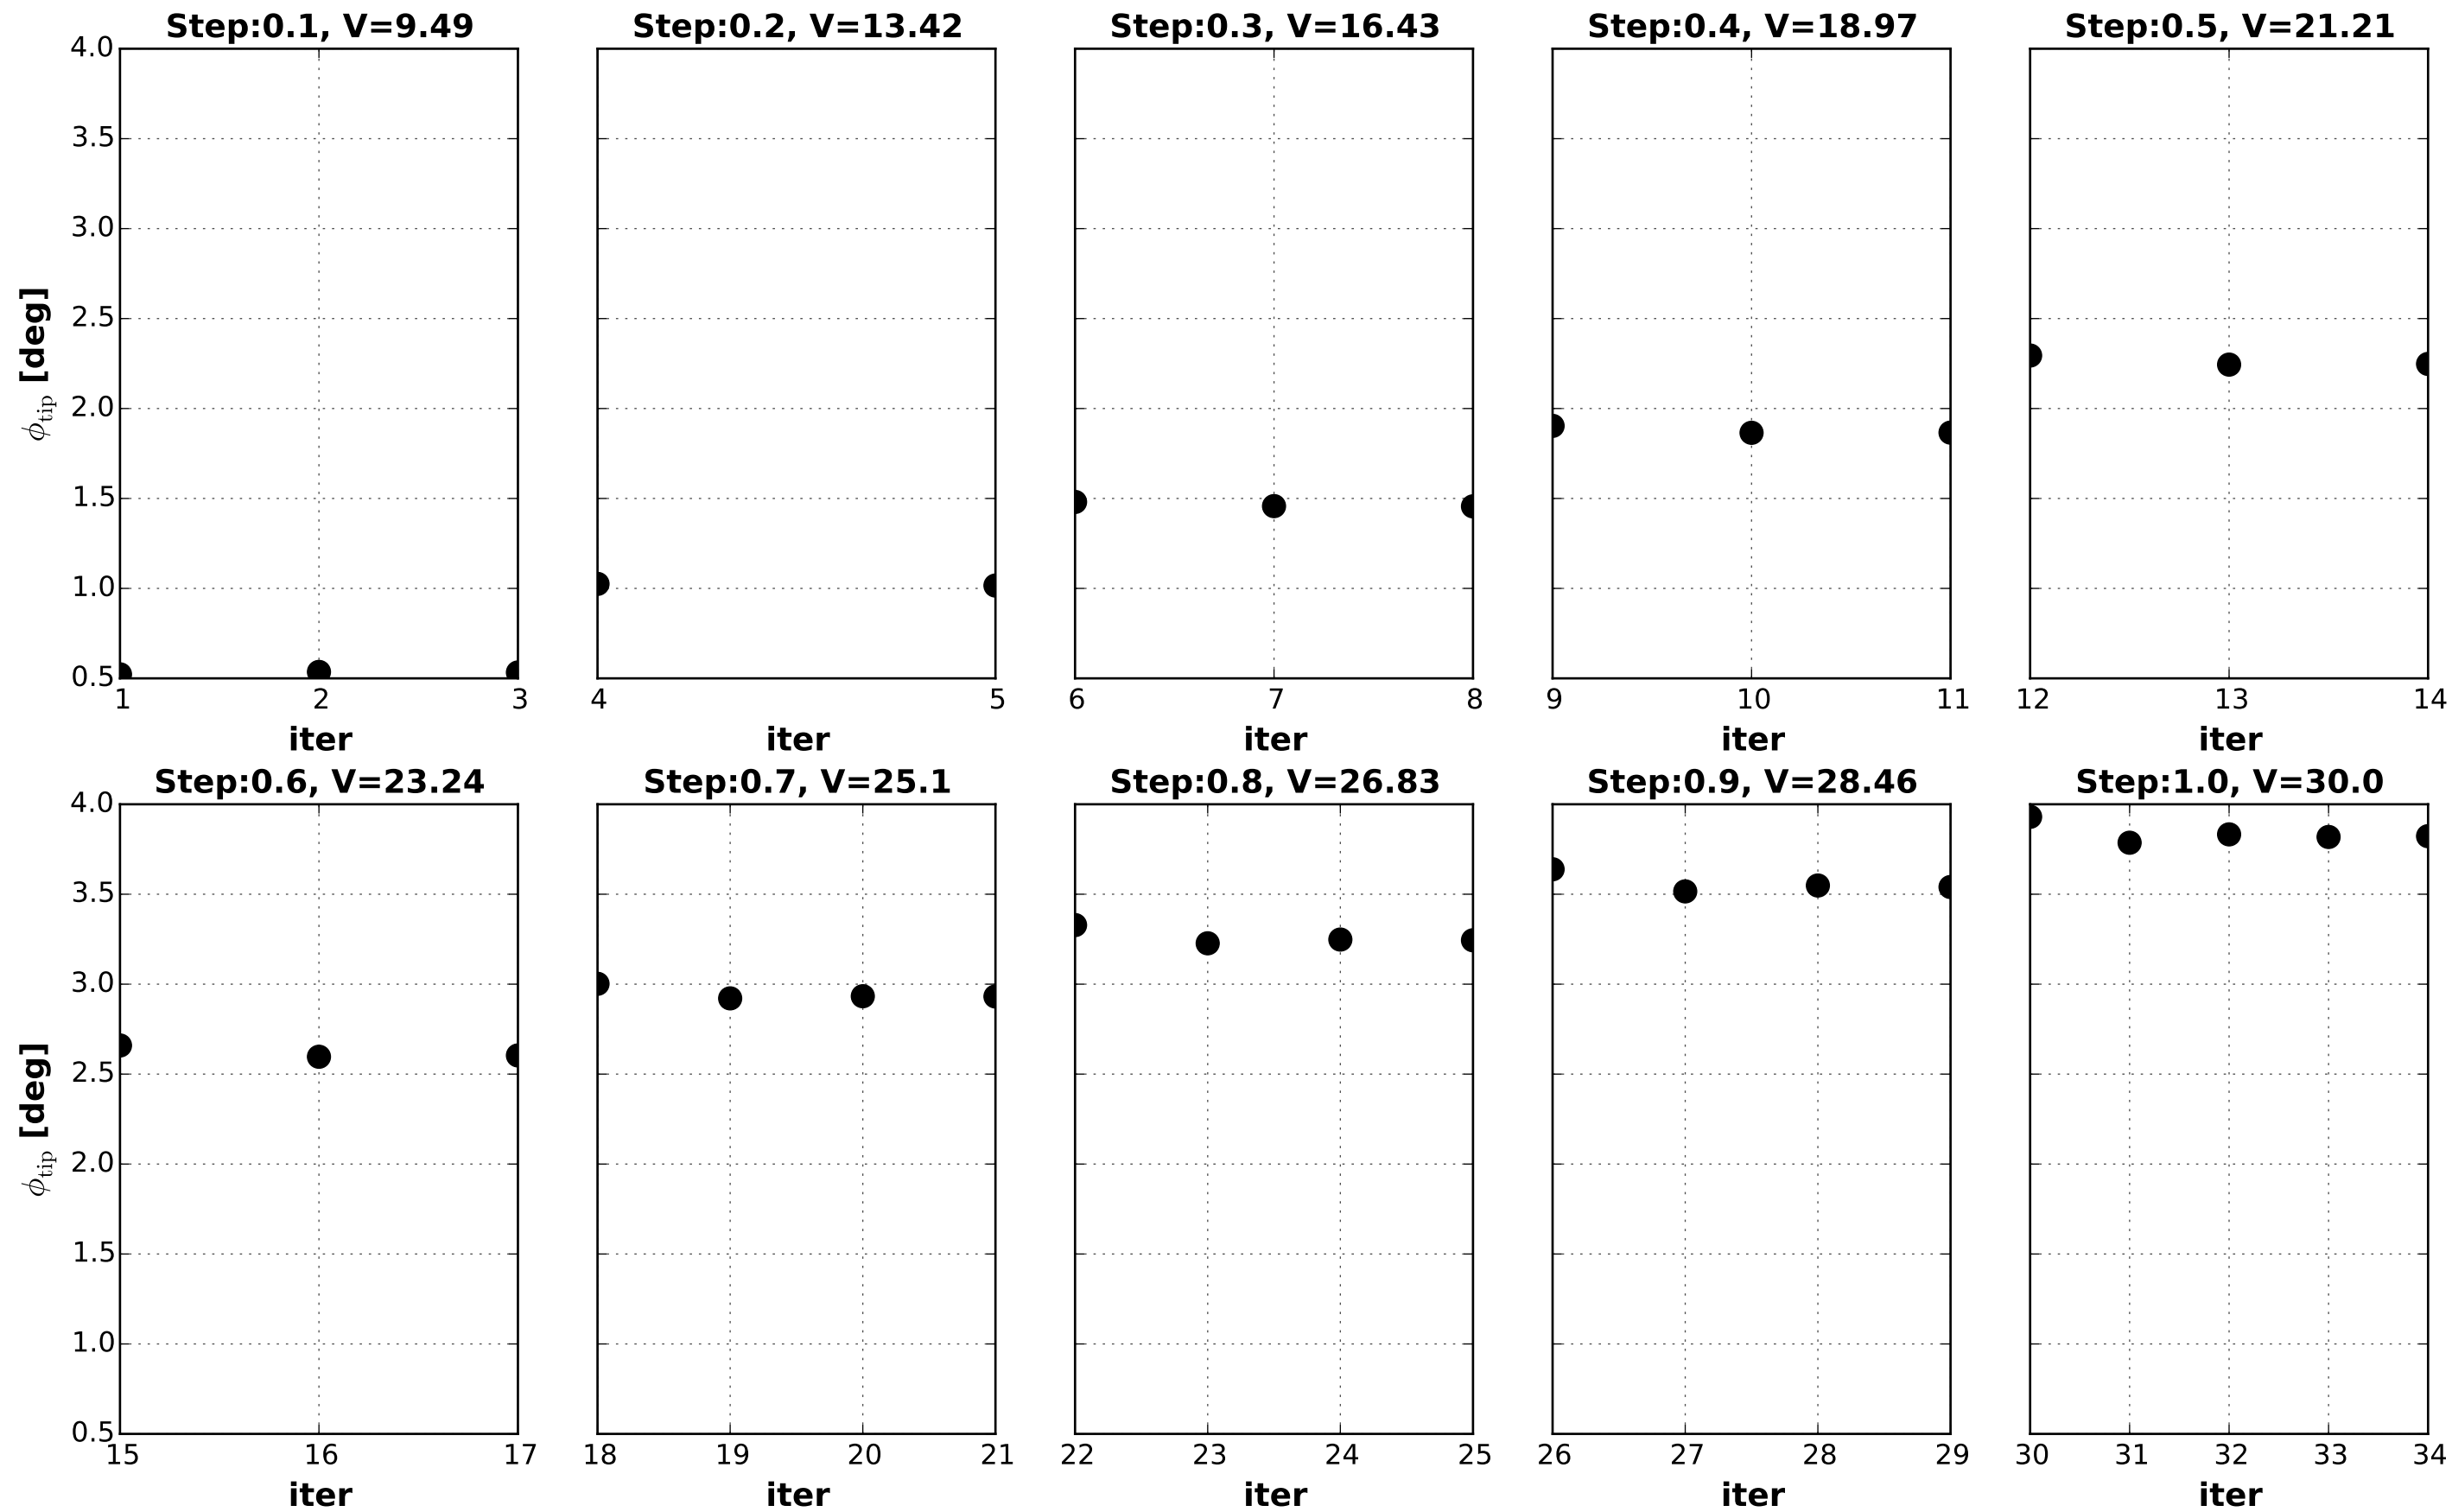 Step:0.1, V=9.49 Step:0.2, V=13.42 Step:0.3, V=16.43 Step:0.4, V=18.97 Step:0.5, V=21.21
4.0
3.5
3.0
2.5
2.0
1.5
1.0
0.5
ϕtip [deg]
1 2 3 4 5 6 7 8 9 10 11 12 13 14
iter iter iter iter iter
Step:0.6, V=23.24 Step:0.7, V=25.1 Step:0.8, V=26.83 Step:0.9, V=28.46 Step:1.0, V=30.0
4.0
3.5
3.0
2.5
2.0
1.5
1.0
0.5
ϕtip [deg]
15 16 17 18 19 20 21 22 23 24 25 26 27 28 29 30 31 32 33 34
iter iter iter iter iter